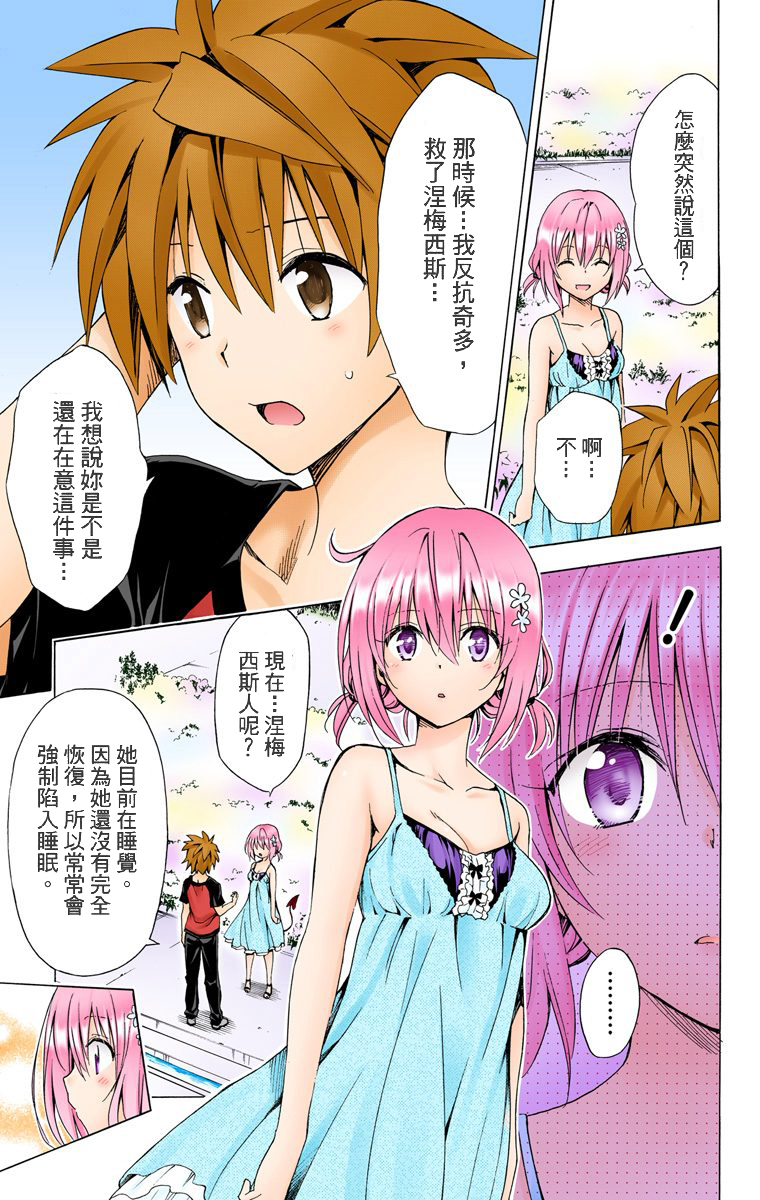 怎麼突然說這個？
啊…
不…
那時候…我反抗奇多，
救了涅梅西斯…
我想說妳是不是
還在在意這件事…
！
………
現在…涅梅
西斯人呢？
她目前在睡覺。
因為她還沒有完全
恢復，所以常常會
強制陷入睡眠。